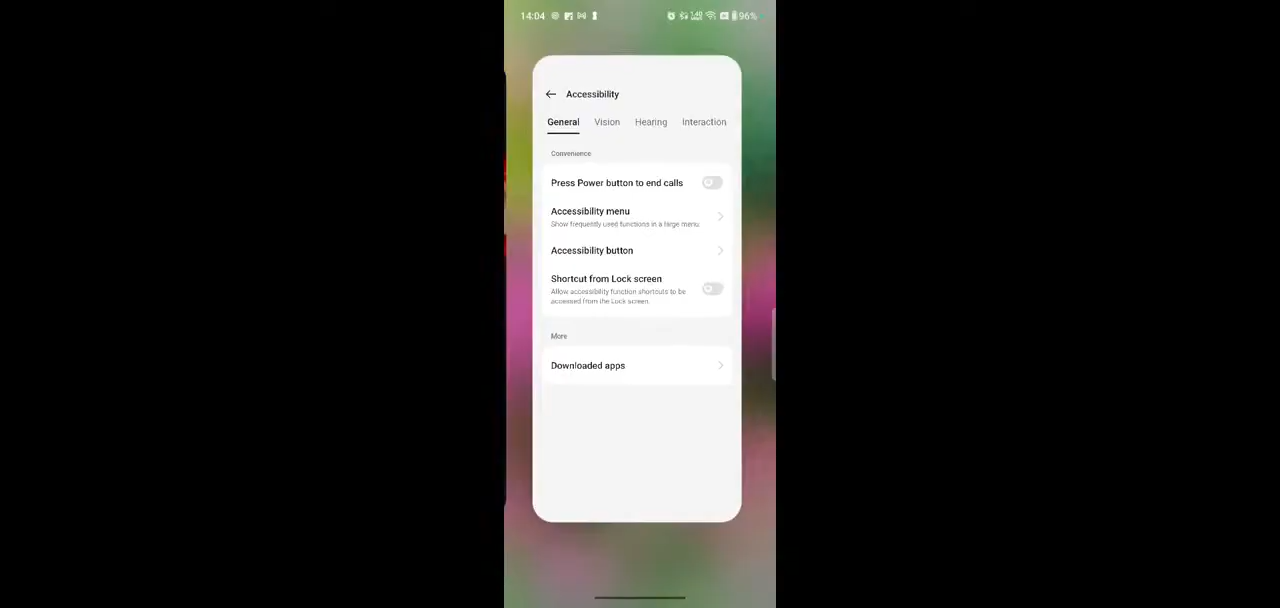 14:04 1.40 96%
Accessibility
General Vision Hearing Interaction
Convenience
Press Power button to end calls
Accessibility menu
Show frequently used functions in a large menu.
Accessibility button
Shortcut from Lock screen
Allow accessibility function shortcuts to be
accessed from the Lock screen.
More
Downloaded apps